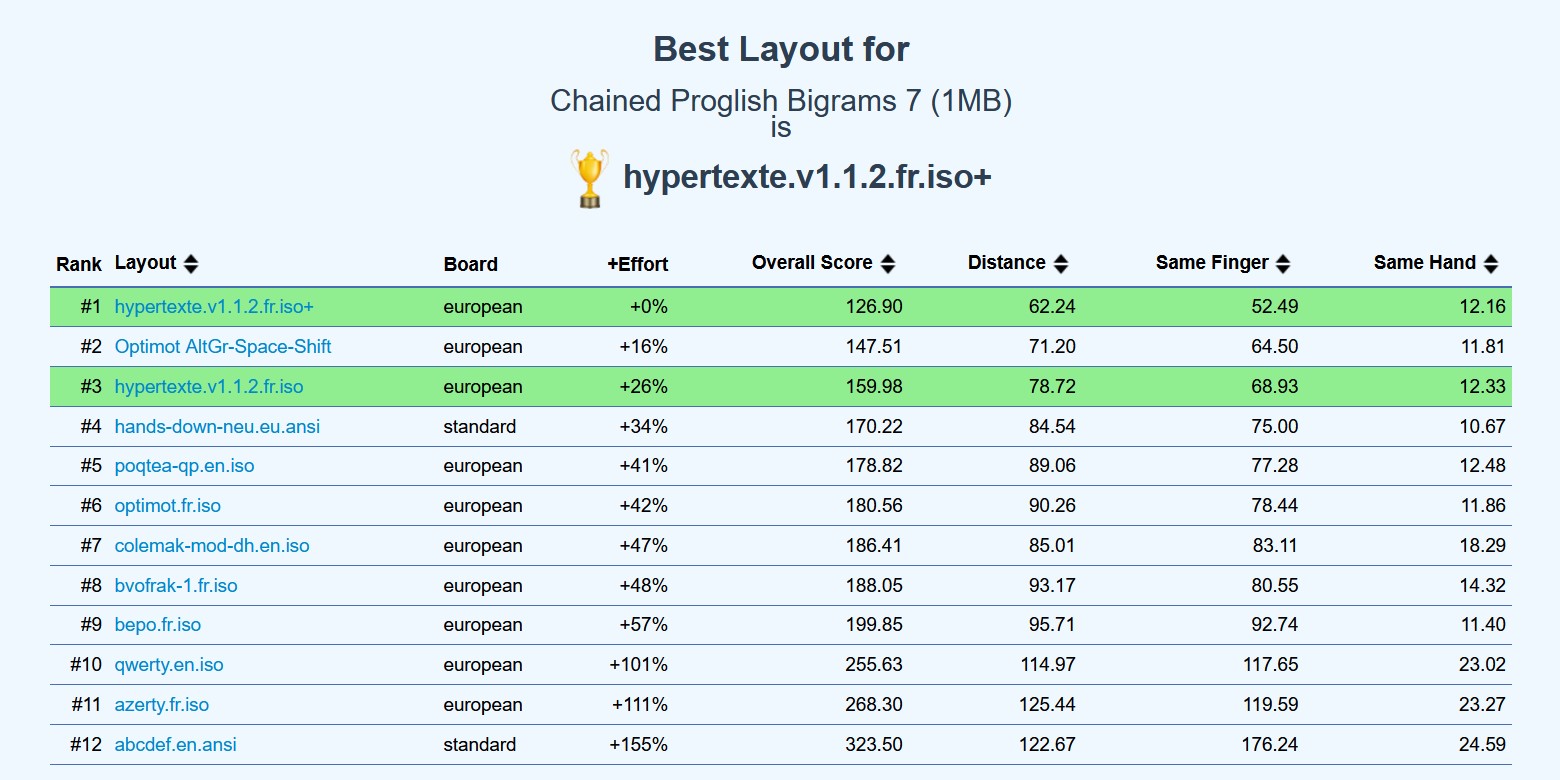 Best Layout for
Chained Proglish Bigrams 7 (1MB)
is
hypertexte.v1.1.2.fr.iso+
Rank Layout Board +Effort Overall Score Distance Same Finger Same Hand
#1 hypertexte.v1.1.2.fr.iso+ european +0% 126.90 62.24 52.49 12.16
#2 Optimot AltGr-Space-Shift european +16% 147.51 71.20 64.50 11.81
#3 hypertexte.v1.1.2.fr.iso european +26% 159.98 78.72 68.93 12.33
#4 hands-down-neu.eu.ansi standard +34% 170.22 84.54 75.00 10.67
#5 poqtea-qp.en.iso european +41% 178.82 89.06 77.28 12.48
#6 optimot.fr.iso european +42% 180.56 90.26 78.44 11.86
#7 colemak-mod-dh.en.iso european +47% 186.41 85.01 83.11 18.29
#8 bvofrak-1.fr.iso european +48% 188.05 93.17 80.55 14.32
#9 bepo.fr.iso european +57% 199.85 95.71 92.74 11.40
#10 qwerty.en.iso european +101% 255.63 114.97 117.65 23.02
#11 azerty.fr.iso european +111% 268.30 125.44 119.59 23.27
#12 abcdef.en.ansi standard +155% 323.50 122.67 176.24 24.59